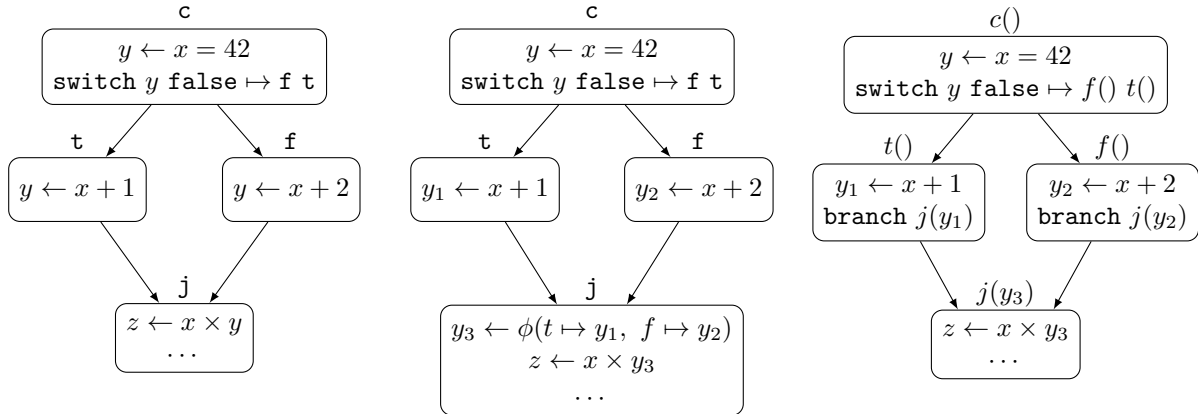 c
y ← x = 42
switch y false ↦ f t
t
y ← x + 1
f
y ← x + 2
j
z ← x × y
...
c
y ← x = 42
switch y false ↦ f t
t
y₁ ← x + 1
f
y₂ ← x + 2
j
y₃ ← ϕ(t ↦ y₁, f ↦ y₂)
z ← x × y₃
...
c()
y ← x = 42
switch y false ↦ f() t()
t()
y₁ ← x + 1
branch j(y₁)
f()
y₂ ← x + 2
branch j(y₂)
j(y₃)
z ← x × y₃
...